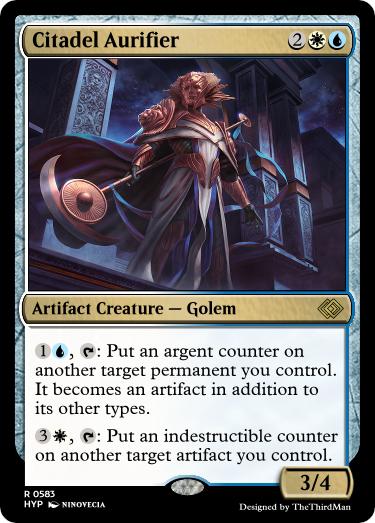 Citadel Aurifier 2
Artifact Creature — Golem
1, : Put an argent counter on
another target permanent you control.
It becomes an artifact in addition to
its other types.
3, : Put an indestructible counter
on another target artifact you control.
3/4
R 0583
HYP NINOVECIA
Designed by TheThirdMan